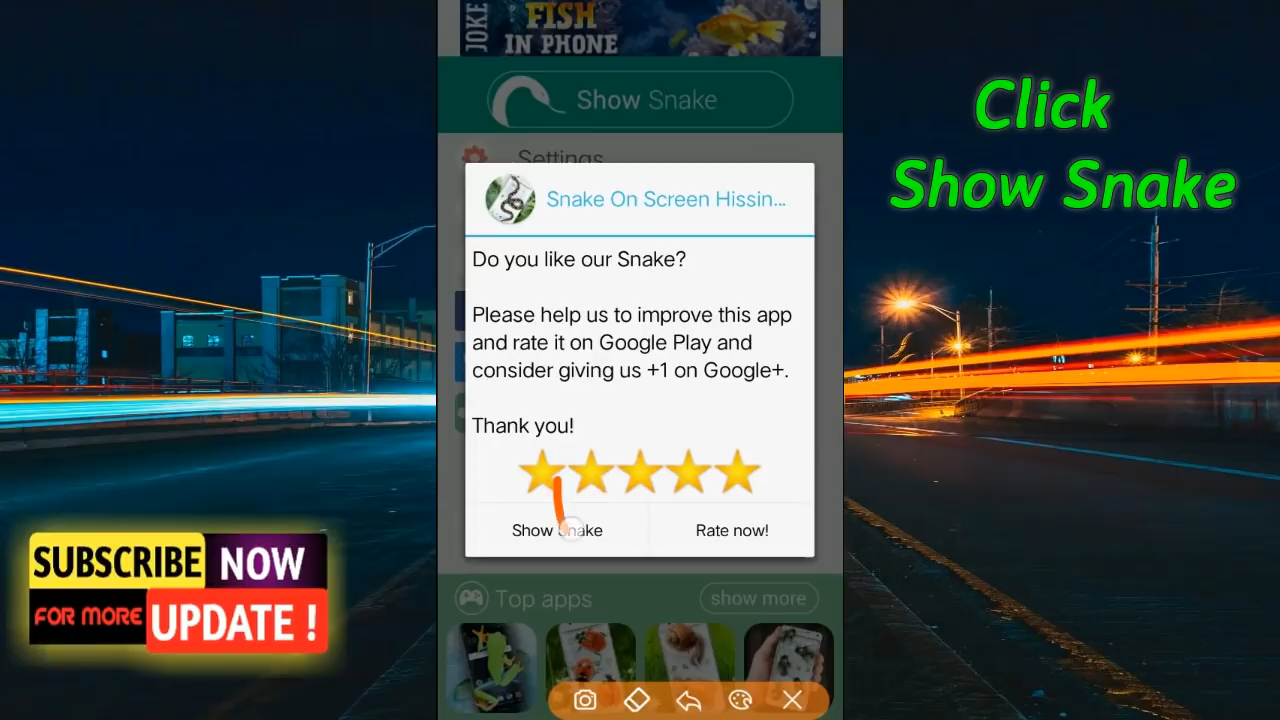 JOKE
FISH
IN PHONE
Show Snake
Settings
Click
Show Snake
Snake On Screen Hissin...
Do you like our Snake?
Please help us to improve this app
and rate it on Google Play and
consider giving us +1 on Google+.
Thank you!
Show Snake
Rate now!
SUBSCRIBE NOW
FOR MORE UPDATE !
Top apps
show more